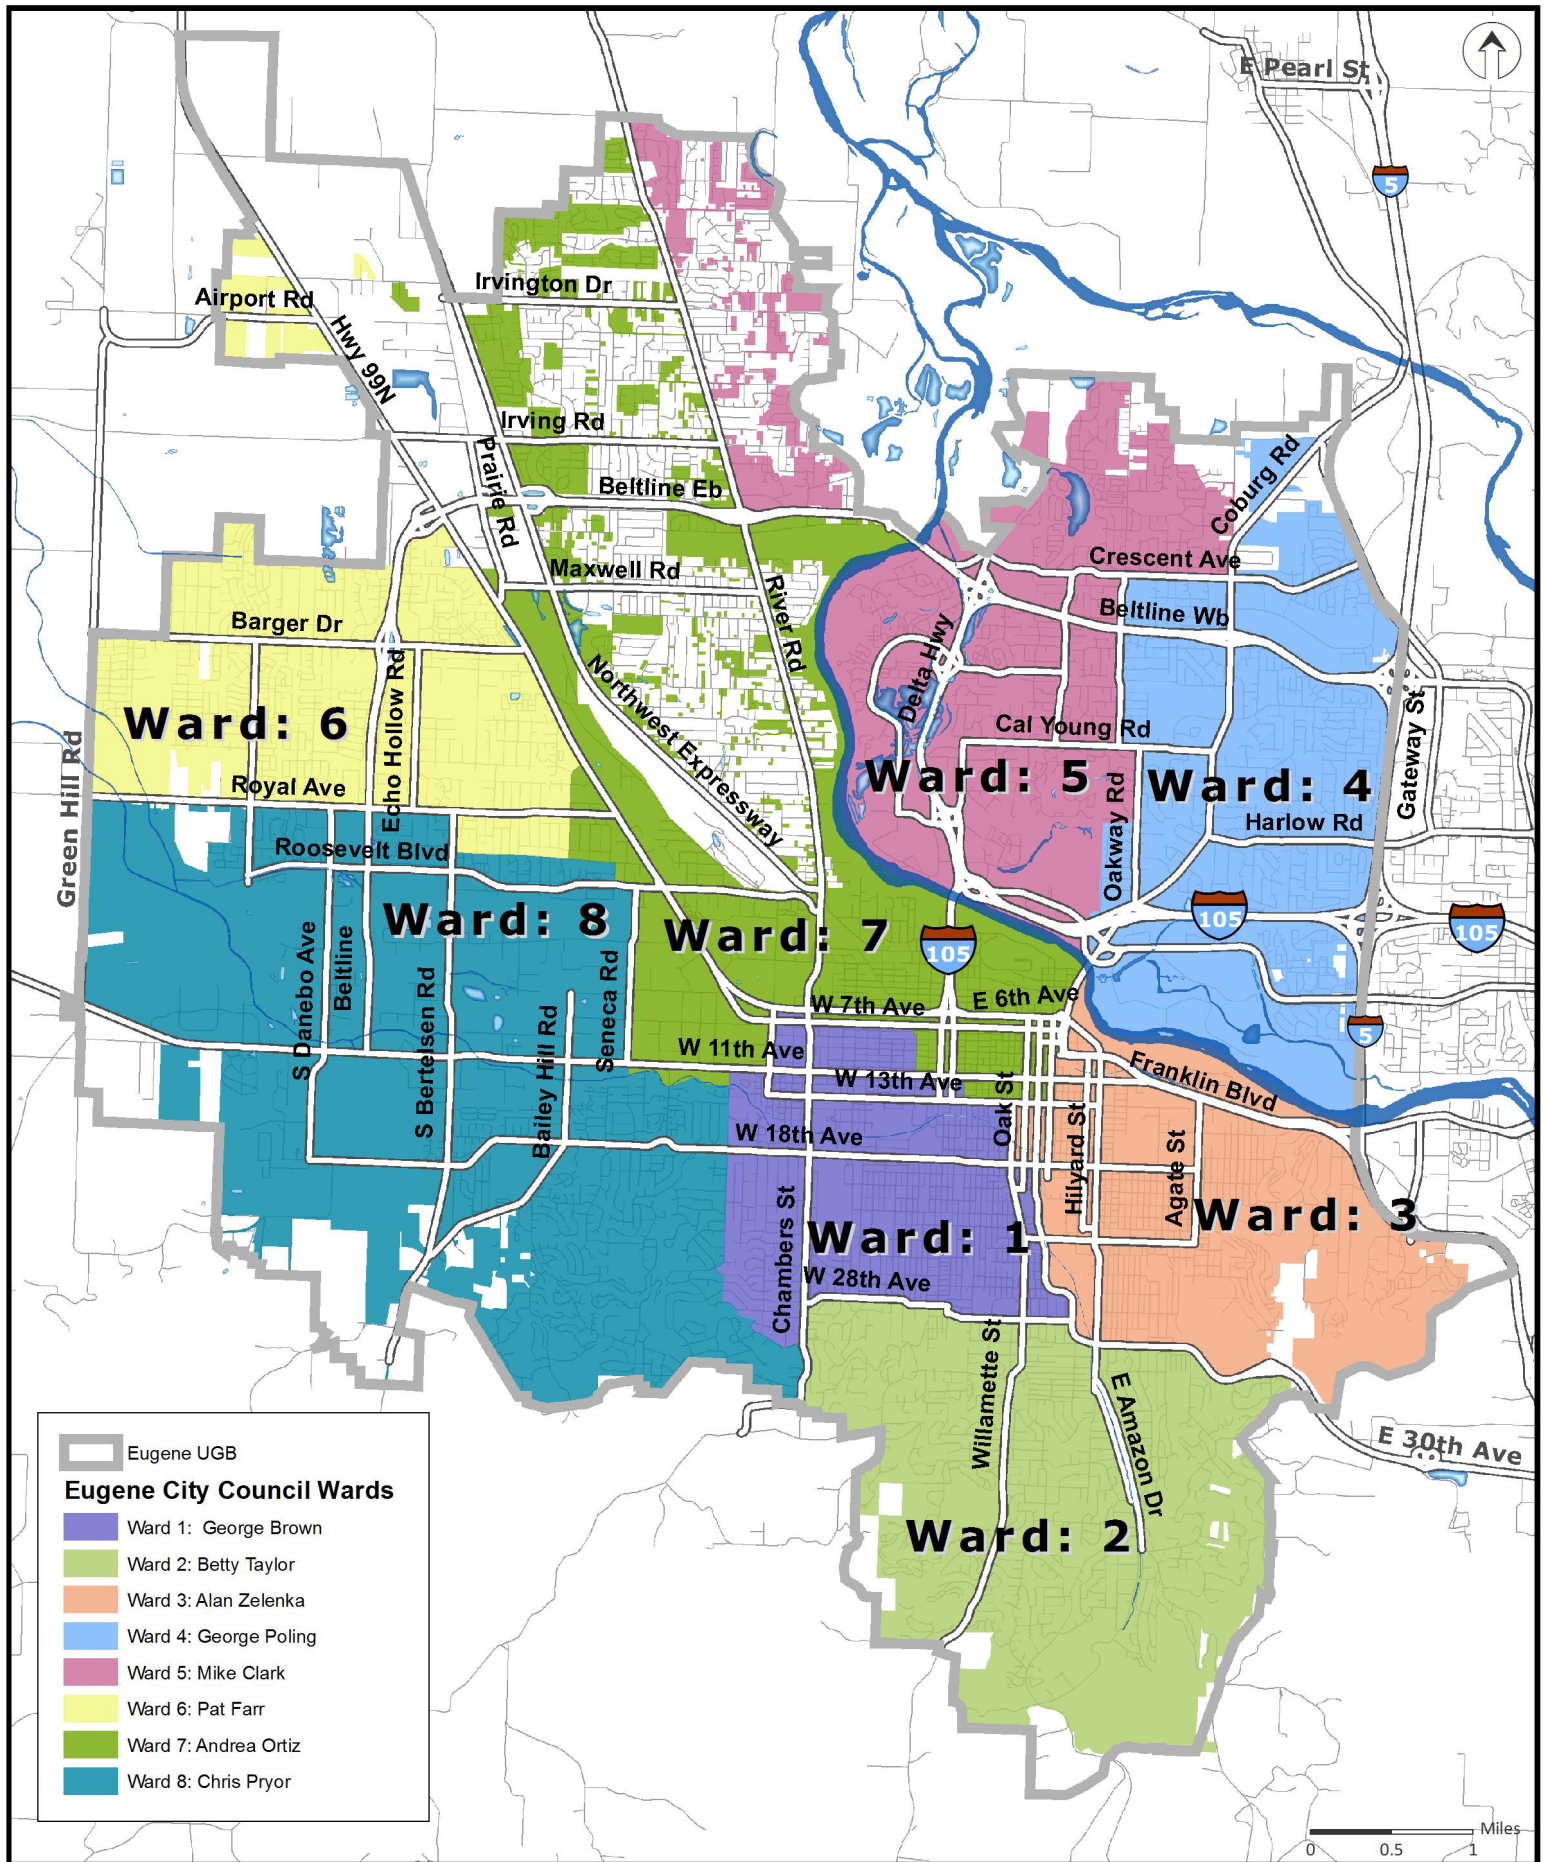 E Pearl St
5
Irvington Dr
Airport Rd
Hwy 99N
Irving Rd
Prairie Rd
Beltline Eb
Coburg Rd
Crescent Ave
Maxwell Rd
River Rd
Beltline Wb
Barger Dr
Delta Hwy
Northwest Expressway
Echo Hollow Rd
Gateway St
Ward: 6
Cal Young Rd
Green Hill Rd
Ward: 5
Oakway Rd
Ward: 4
Royal Ave
Harlow Rd
Roosevelt Blvd
Ward: 8
Ward: 7
105
105
105
S Danebo Ave
Beltline
S Bertelsen Rd
Bailey Hill Rd
Seneca Rd
W 7th Ave
E 6th Ave
5
W 11th Ave
W 13th Ave
Oak St
Franklin Blvd
W 18th Ave
Hilyard St
Agate St
Chambers St
Ward: 1
Ward: 3
W 28th Ave
Willamette St
E Amazon Dr
E 30th Ave
Ward: 2
Eugene UGB
Eugene City Council Wards
Ward 1: George Brown
Ward 2: Betty Taylor
Ward 3: Alan Zelenka
Ward 4: George Poling
Ward 5: Mike Clark
Ward 6: Pat Farr
Ward 7: Andrea Ortiz
Ward 8: Chris Pryor
Miles
0 0.5 1